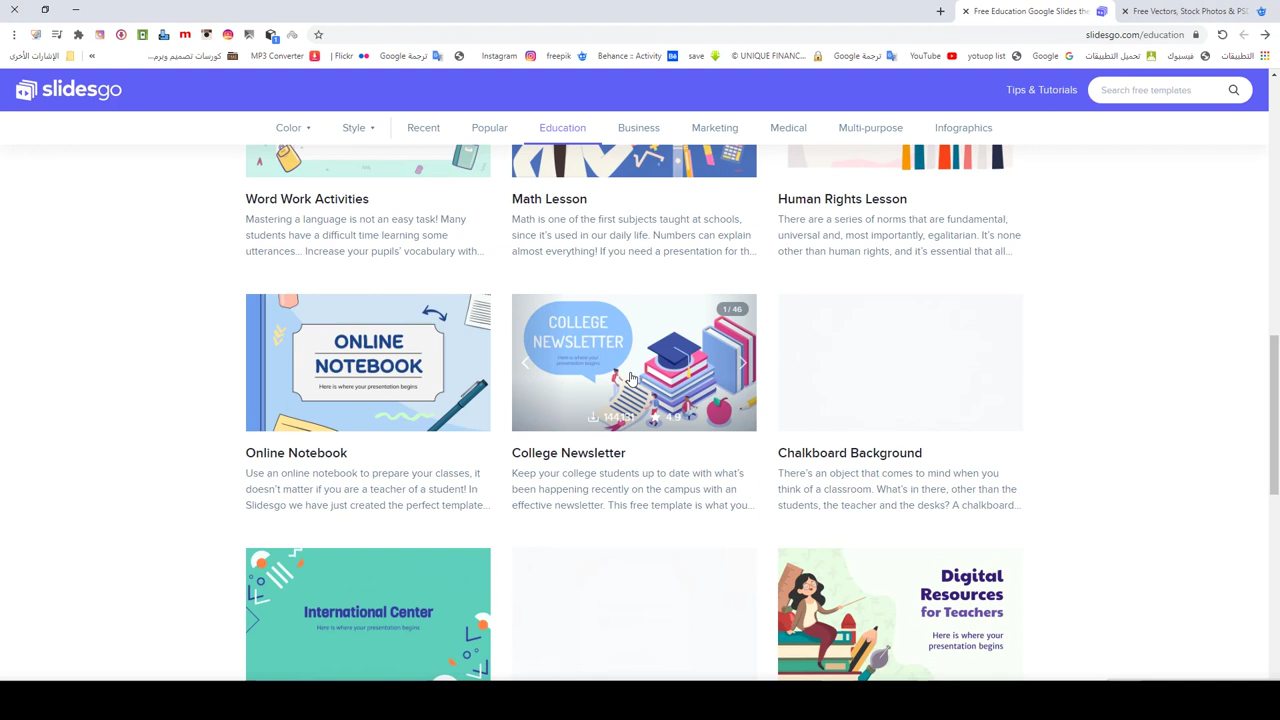 Free Education Google Slides the
Free Vectors, Stock Photos & PSD
slidesgo.com/education
التطبيقات
فيسبوك
تحميل التطبيقات
Google
yotuop list
YouTube
ترجمة Google
© UNIQUE FINANC...
save
Behance :: Activity
freepik
Instagram
ترجمة Google
Flickr |
MP3 Converter
كورسات تصميم وبرم...
»
الإشارات الأخرى
slidesgo
Tips & Tutorials
Search free templates
Color
Style
Recent
Popular
Education
Business
Marketing
Medical
Multi-purpose
Infographics
A
Word Work Activities
Mastering a language is not an easy task! Many
students have a difficult time learning some
utterances... Increase your pupils' vocabulary with...
Math Lesson
Math is one of the first subjects taught at schools,
since it's used in our daily life. Numbers can explain
almost everything! If you need a presentation for th...
Human Rights Lesson
There are a series of norms that are fundamental,
universal and, most importantly, egalitarian. It's none
other than human rights, and it's essential that all...
ONLINE
NOTEBOOK
Here is where your presentation begins
1 / 46
COLLEGE
NEWSLETTER
Here is where your
presentation begins
4.9
Online Notebook
Use an online notebook to prepare your classes, it
doesn't matter if you are a teacher of a student! In
Slidesgo we have just created the perfect template...
College Newsletter
Keep your college students up to date with what's
been happening recently on the campus with an
effective newsletter. This free template is what you...
Chalkboard Background
There's an object that comes to mind when you
think of a classroom. What's in there, other than the
students, the teacher and the desks? A chalkboard...
International Center
Here is where your presentation begins
Digital
Resources
for Teachers
Here is where your
presentation begins